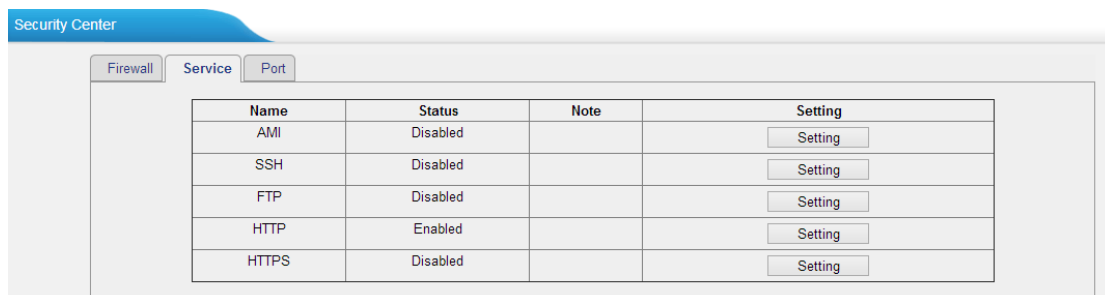 Security Center
Firewall Service Port
Name Status Note Setting
AMI Disabled Setting
SSH Disabled Setting
FTP Disabled Setting
HTTP Enabled Setting
HTTPS Disabled Setting